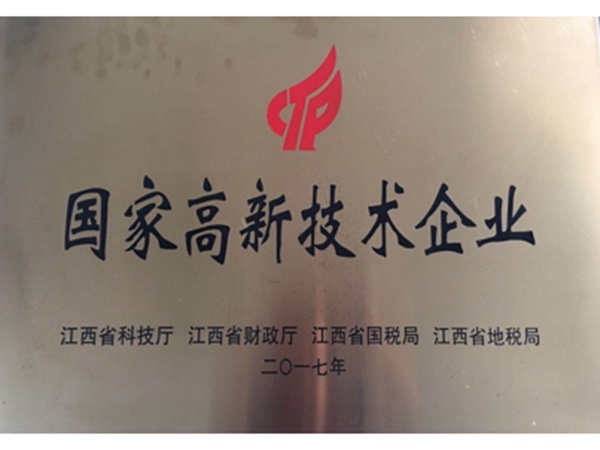 CTP
国家高新技术企业
江西省科技厅 江西省财政厅 江西省国税局 江西省地税局
二〇一七年